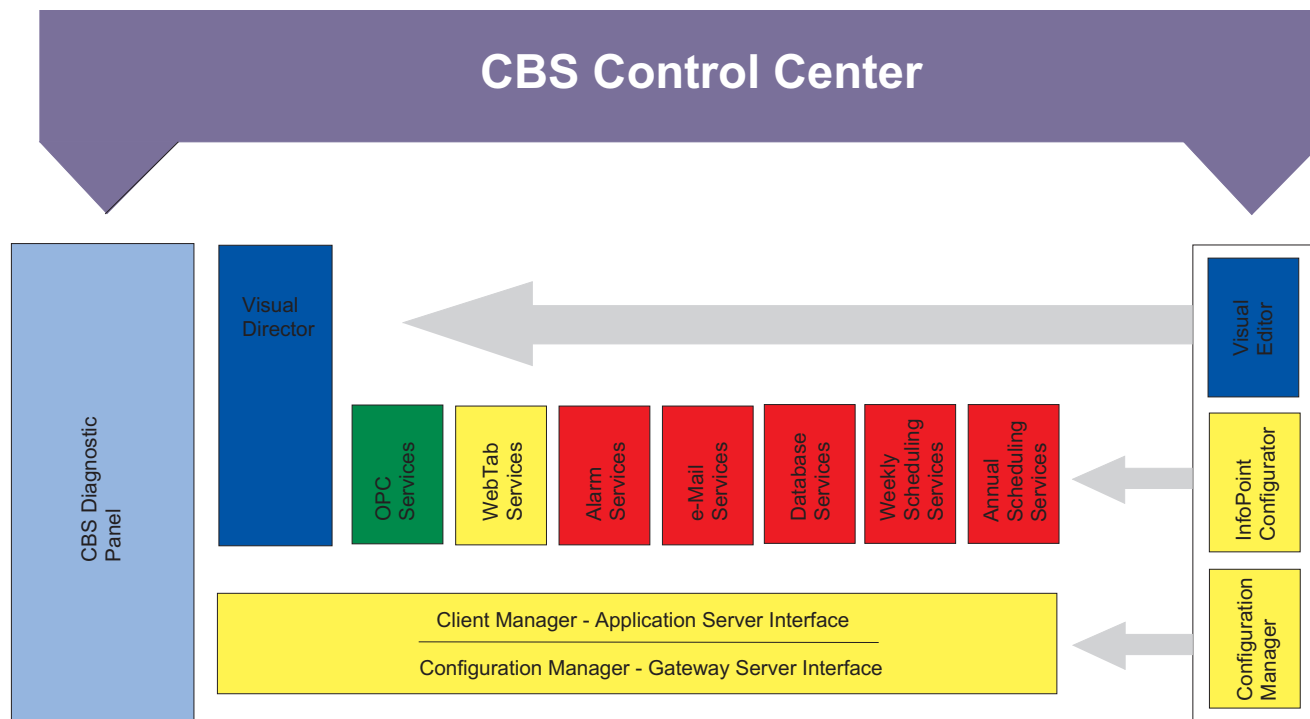 CBS Control Center
CBS Diagnostic
Panel
Visual
Director
OPC
Services
WebTab
Services
Alarm
Services
e-Mail
Services
Database
Services
Weekly
Scheduling
Services
Annual
Scheduling
Services
Visual
Editor
InfoPoint
Configurator
Client Manager - Application Server Interface
Configuration Manager - Gateway Server Interface
Configuration
Manager